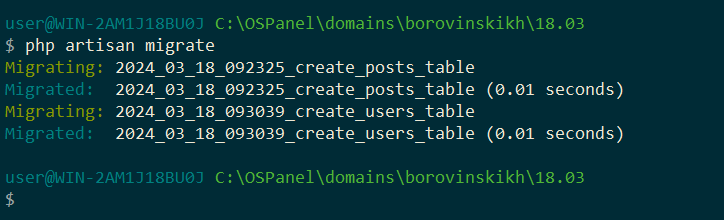 user@WIN-2AM1J18BU0J C:\OSPanel\domains\borovinskikh\18.03
$ php artisan migrate
Migrating: 2024_03_18_092325_create_posts_table
Migrated:  2024_03_18_092325_create_posts_table (0.01 seconds)
Migrating: 2024_03_18_093039_create_users_table
Migrated:  2024_03_18_093039_create_users_table (0.01 seconds)
user@WIN-2AM1J18BU0J C:\OSPanel\domains\borovinskikh\18.03
$